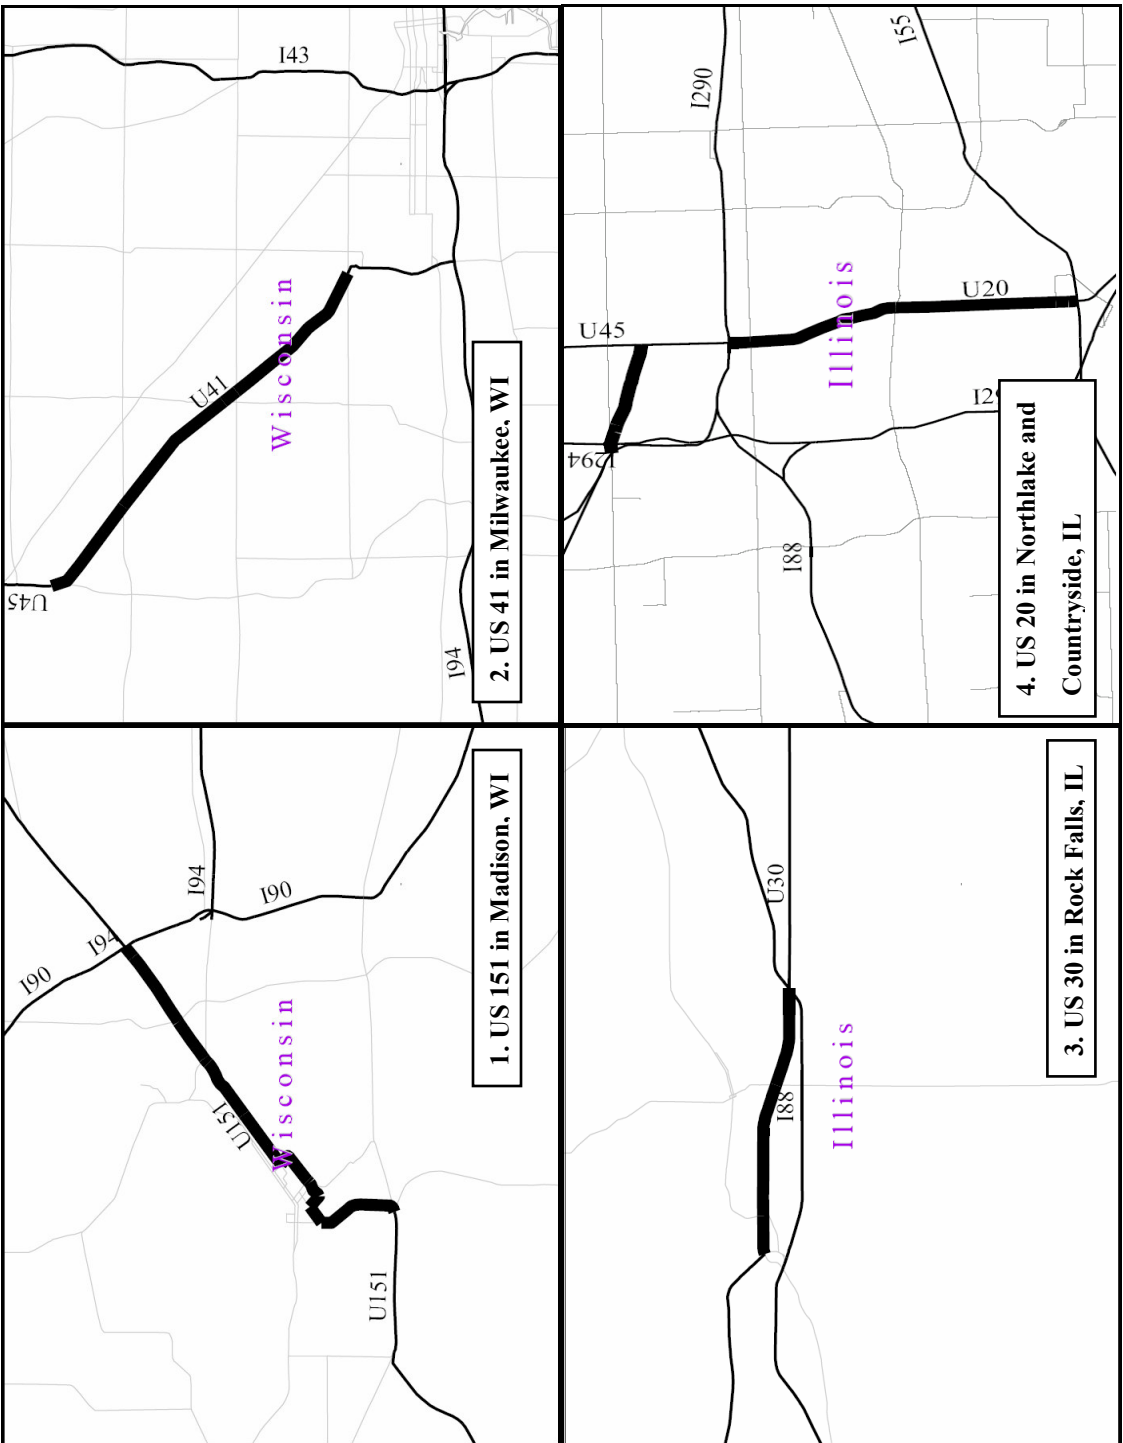 I90
I94
I94
I90
U151
Wisconsin
U151
1. US 151 in Madison, WI
U45
U41
I43
Wisconsin
I94
2. US 41 in Milwaukee, WI
U30
I88
Illinois
3. US 30 in Rock Falls, IL
I294
U45
I290
I88
Illinois
I55
U20
I29
4. US 20 in Northlake and
Countryside, IL